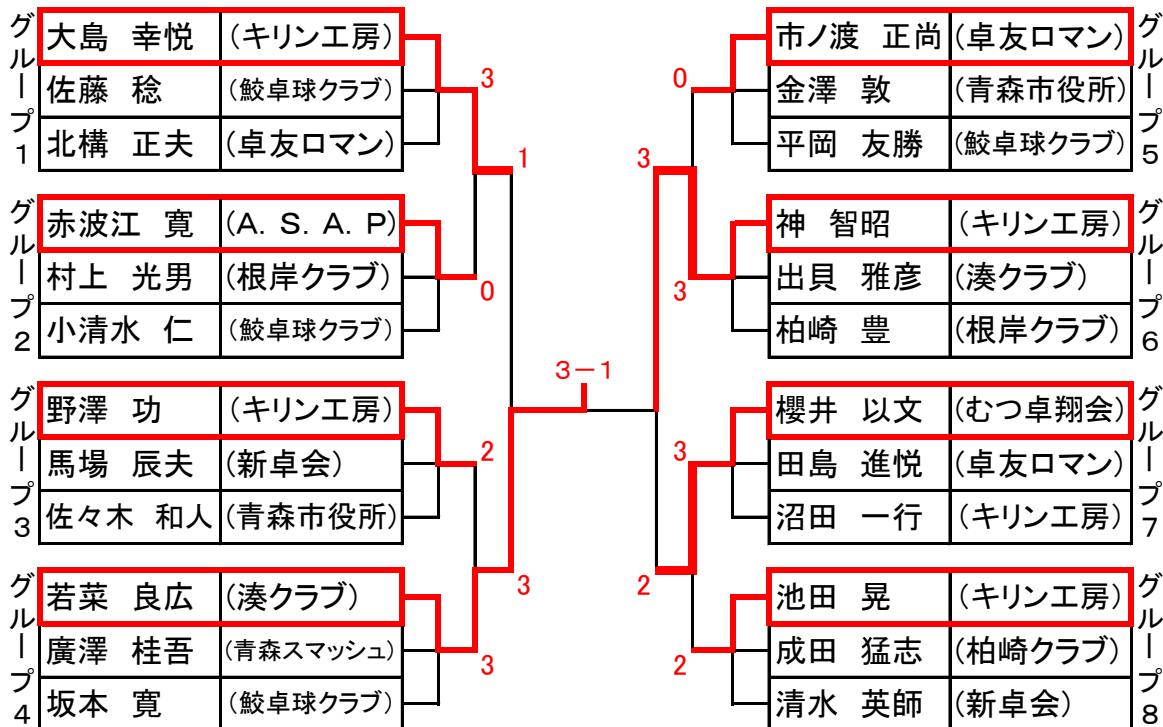 グループ1
大島 幸悦 (キリン工房)
佐藤 稔 (鮫卓球クラブ)
北構 正夫 (卓友ロマン)
3
1
グループ2
赤波江 寛 (A. S. A. P)
村上 光男 (根岸クラブ)
小清水 仁 (鮫卓球クラブ)
0
グループ3
野澤 功 (キリン工房)
馬場 辰夫 (新卓会)
佐々木 和人 (青森市役所)
2
グループ4
若菜 良広 (湊クラブ)
廣澤 桂吾 (青森スマッシュ)
坂本 寛 (鮫卓球クラブ)
3
3
3－1
グループ5
市ノ渡 正尚 (卓友ロマン)
金澤 敦 (青森市役所)
平岡 友勝 (鮫卓球クラブ)
0
3
グループ6
神 智昭 (キリン工房)
出貝 雅彦 (湊クラブ)
柏崎 豊 (根岸クラブ)
3
グループ7
櫻井 以文 (むつ卓翔会)
田島 進悦 (卓友ロマン)
沼田 一行 (キリン工房)
3
2
グループ8
池田 晃 (キリン工房)
成田 猛志 (柏崎クラブ)
清水 英師 (新卓会)
2